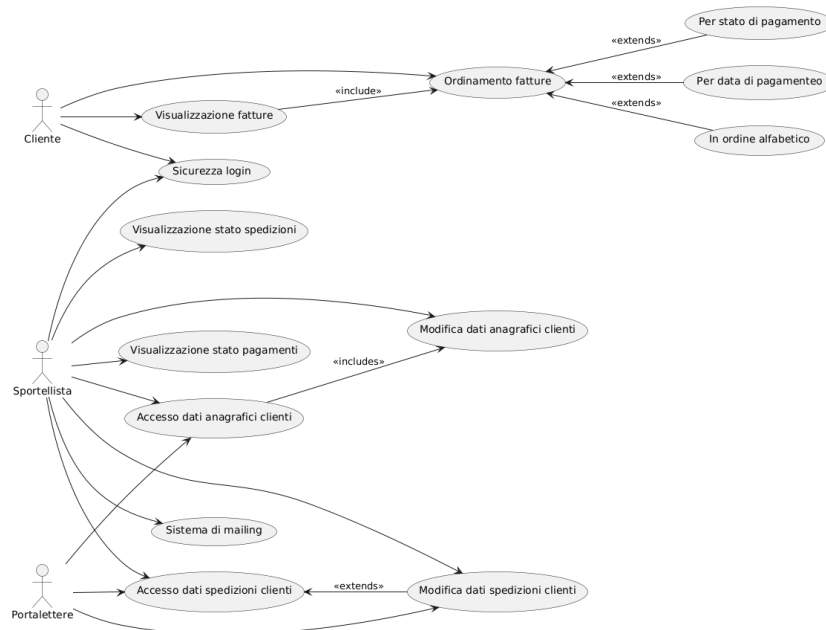 Per stato di pagamento
«extends»
Ordinamento fatture
«extends»
Per data di pagamenteo
«include»
«extends»
Visualizzazione fatture
Cliente
In ordine alfabetico
Sicurezza login
Visualizzazione stato spedizioni
Modifica dati anagrafici clienti
Visualizzazione stato pagamenti
«includes»
Sportellista
Accesso dati anagrafici clienti
Sistema di mailing
Accesso dati spedizioni clienti
«extends»
Modifica dati spedizioni clienti
Portalettere